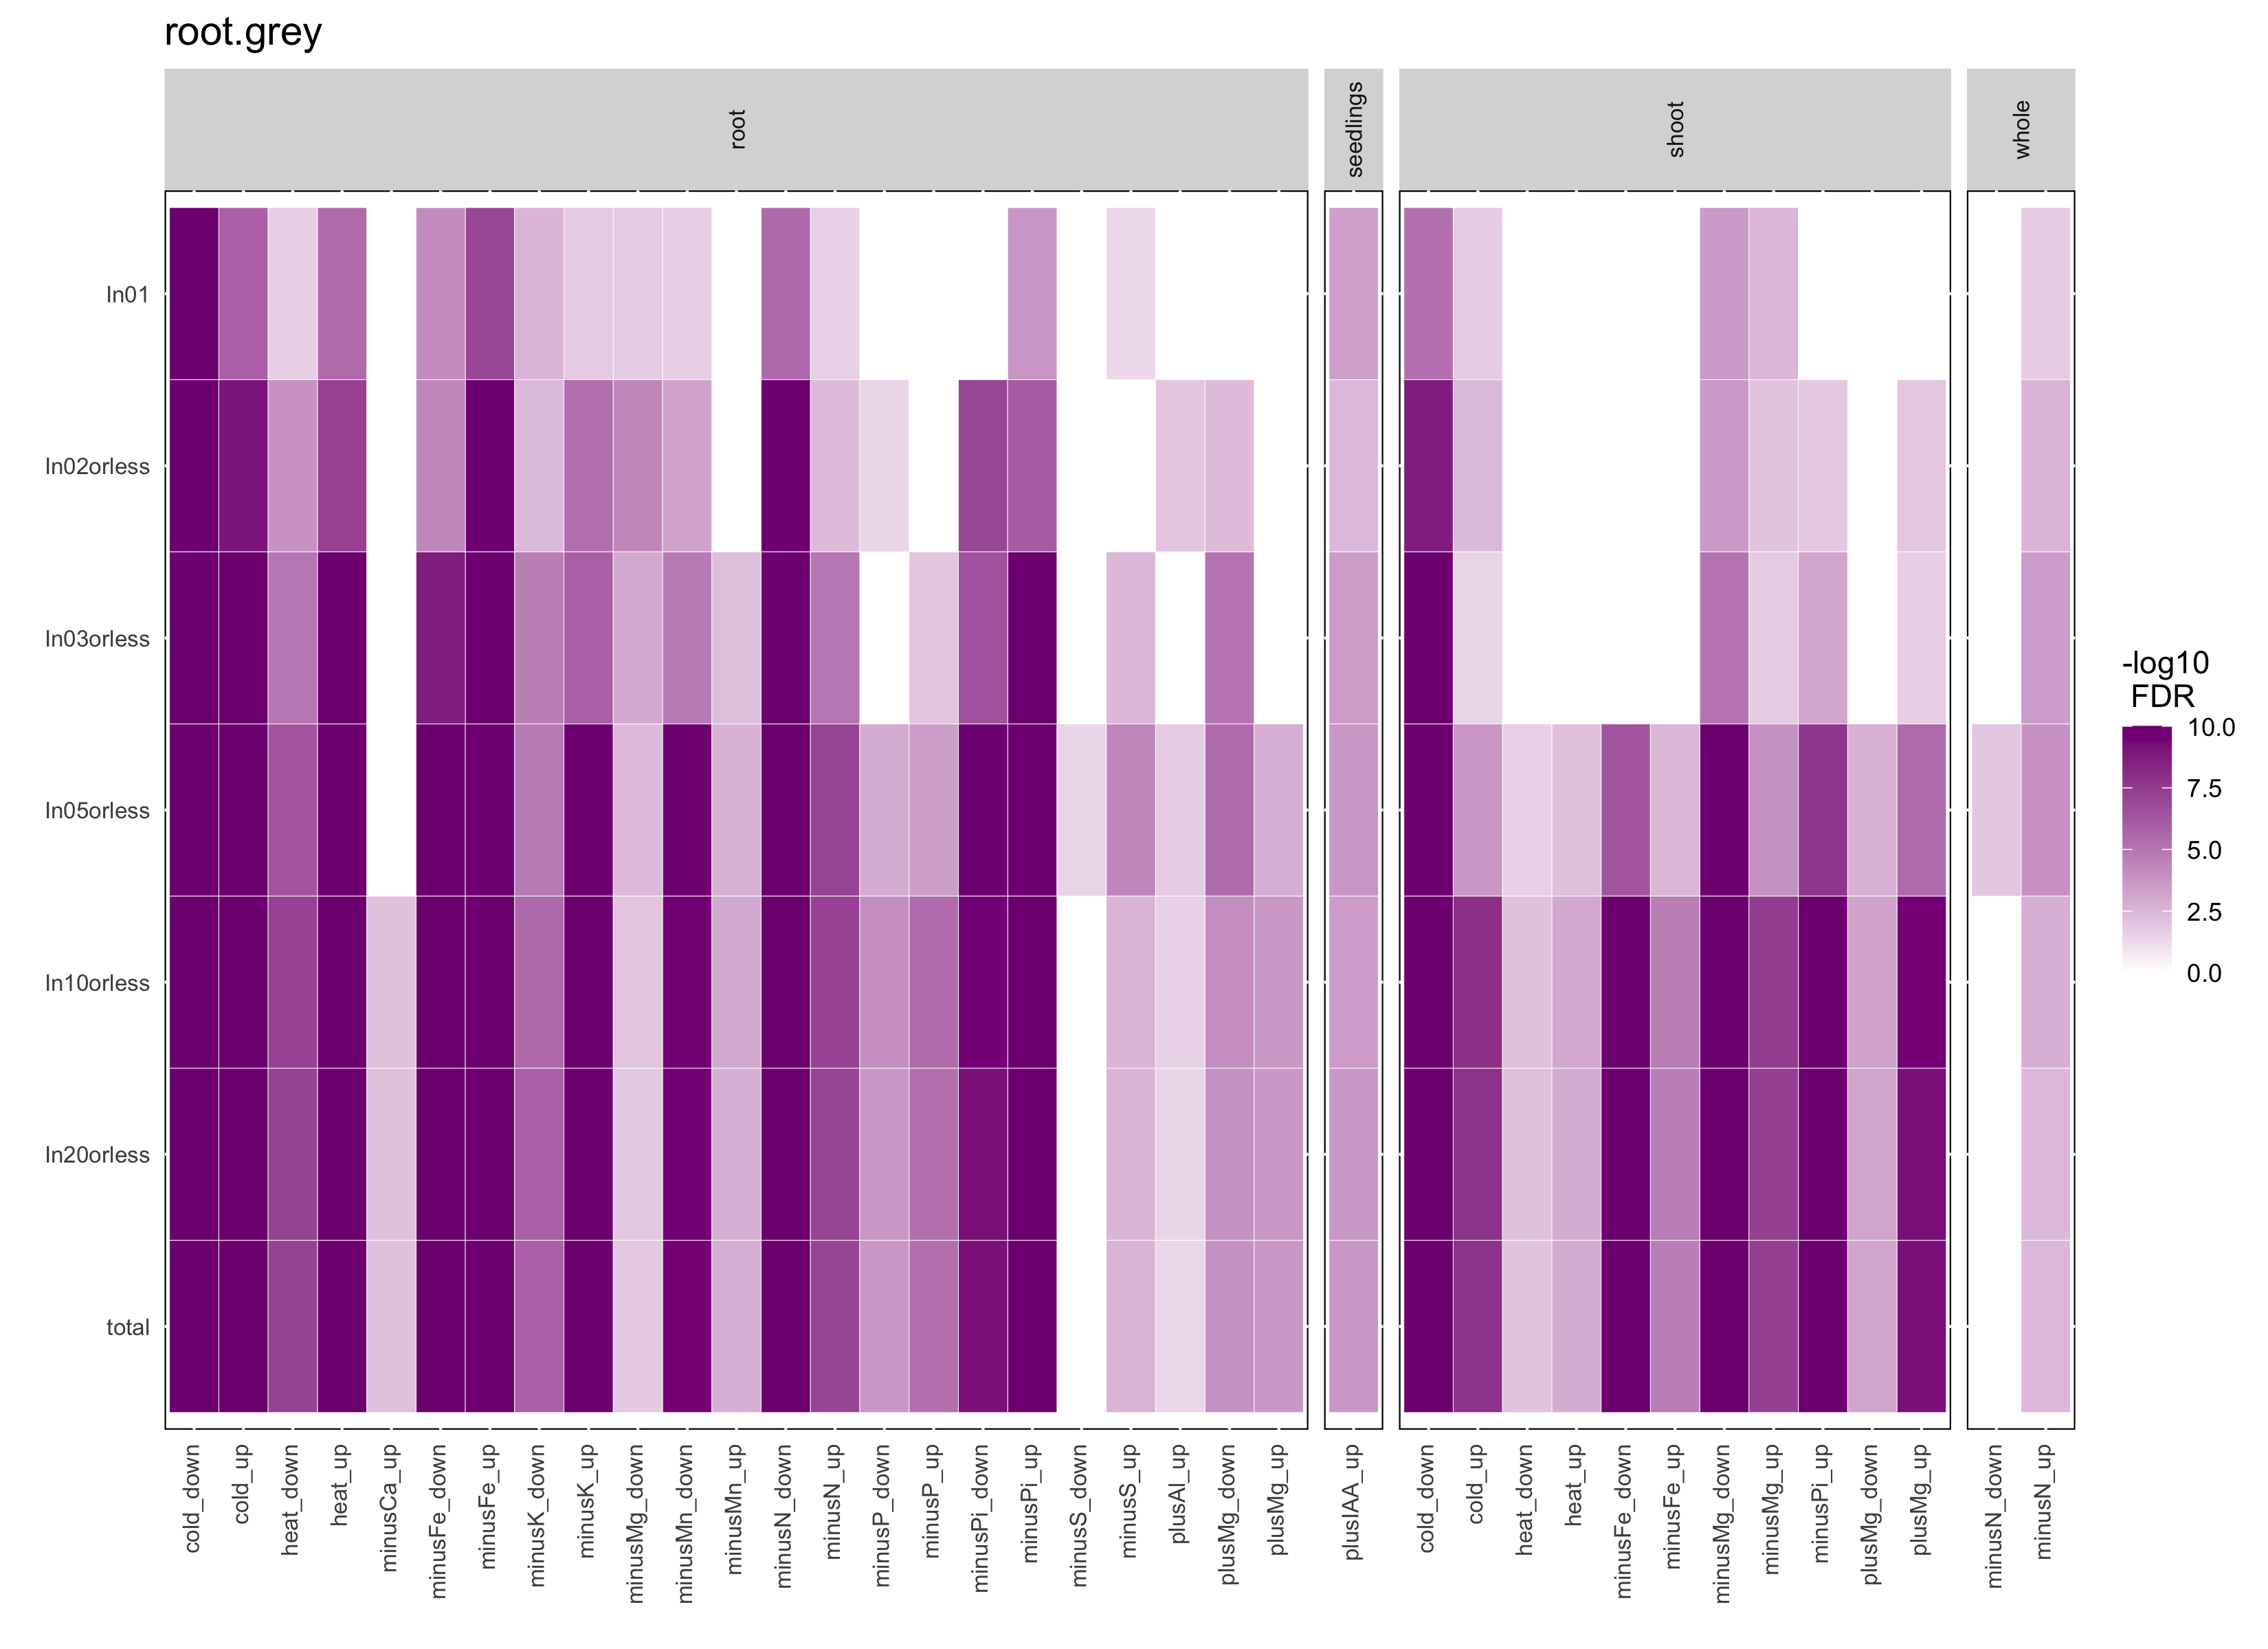 root.grey
root
seedlings
shoot
whole
In01
In02orless
In03orless
In05orless
In10orless
In20orless
total
-log10
FDR
10.0
7.5
5.0
2.5
0.0
cold_down
cold_up
heat_down
heat_up
minusCa_up
minusFe_down
minusFe_up
minusK_down
minusK_up
minusMg_down
minusMn_down
minusMn_up
minusN_down
minusN_up
minusP_down
minusP_up
minusPi_down
minusPi_up
minusS_down
minusS_up
plusAl_up
plusMg_down
plusMg_up
plusIAA_up
cold_down
cold_up
heat_down
heat_up
minusFe_down
minusFe_up
minusMg_down
minusMg_up
minusPi_up
plusMg_down
plusMg_up
minusN_down
minusN_up